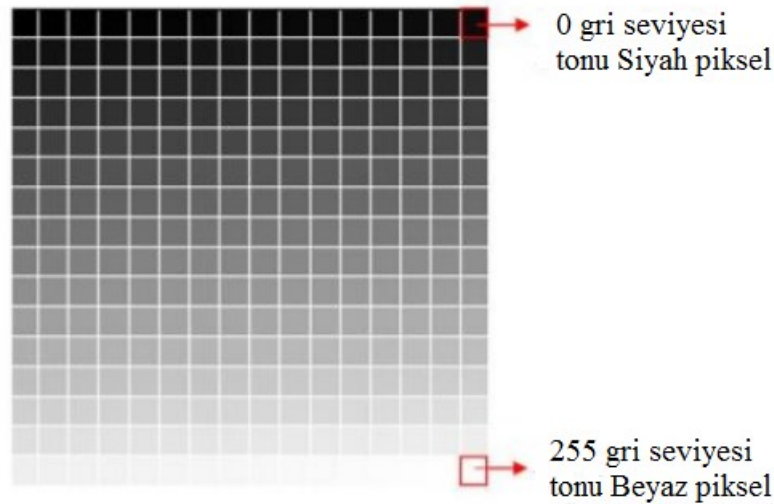 0 gri seviyesi
tonu Siyah piksel
255 gri seviyesi
tonu Beyaz piksel